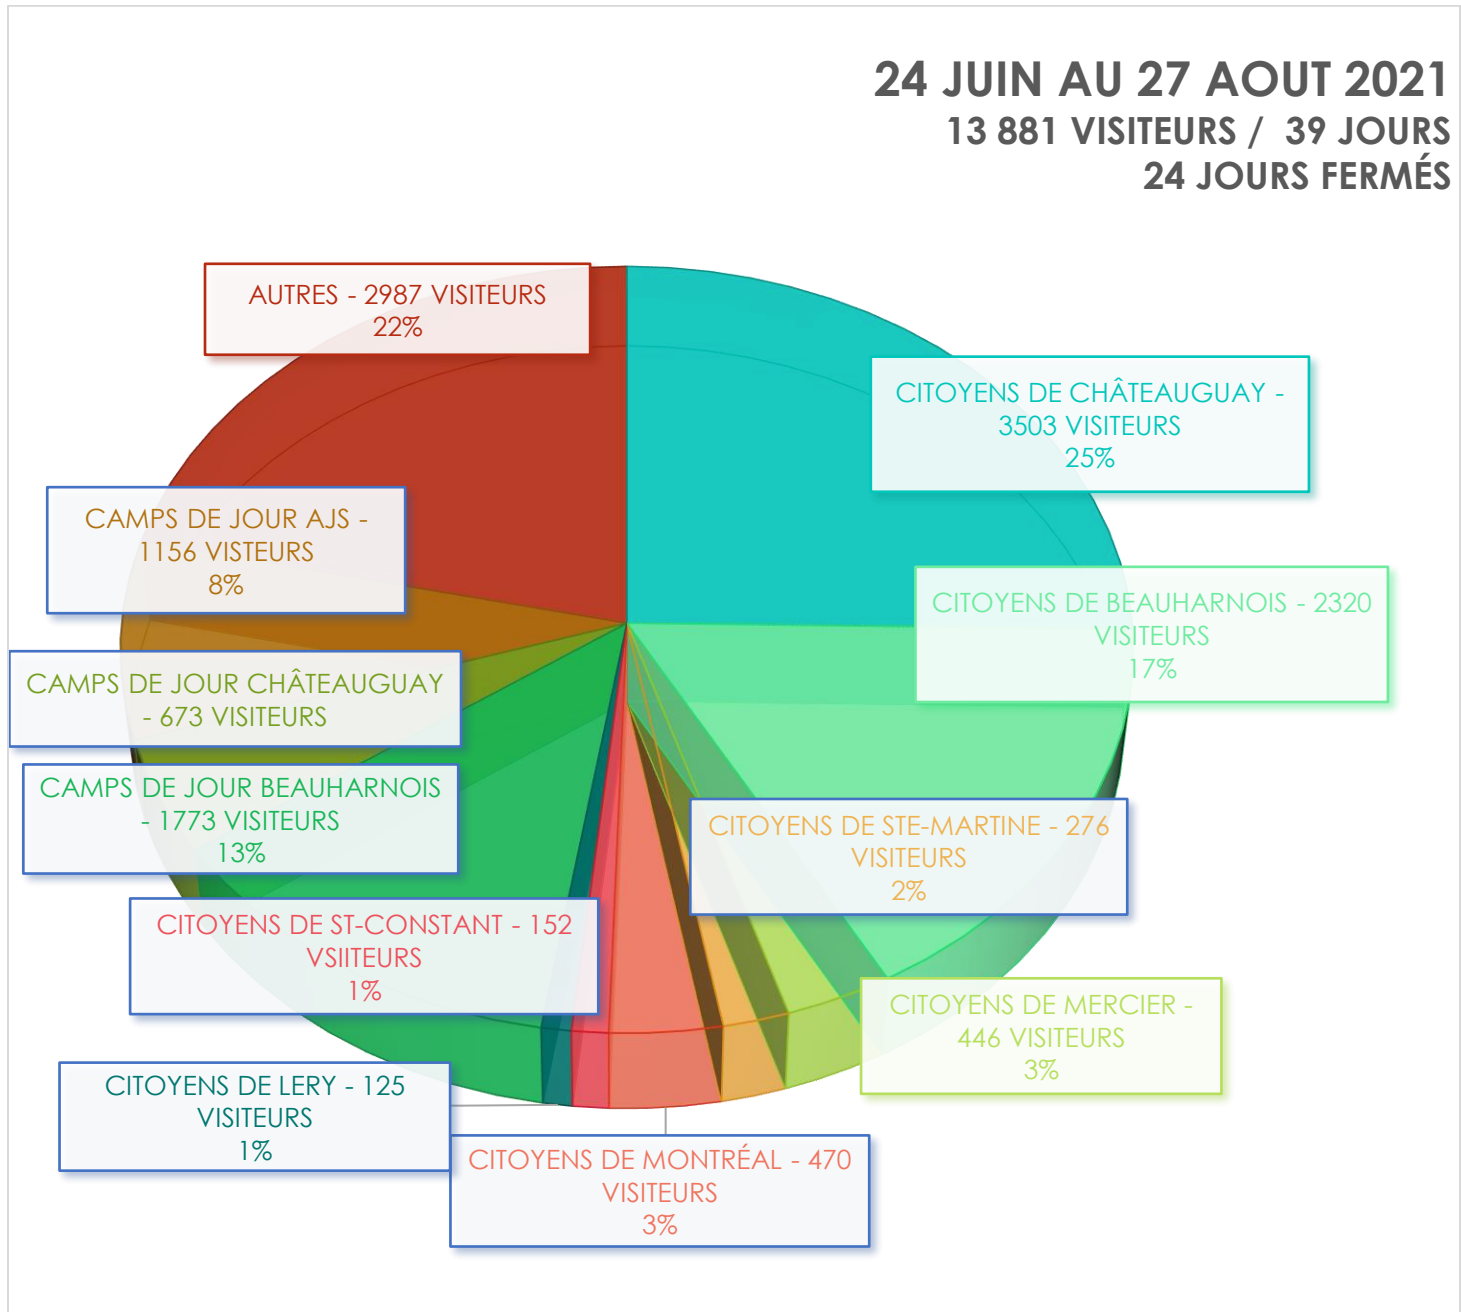 24 JUIN AU 27 AOUT 2021
13 881 VISITEURS / 39 JOURS
24 JOURS FERMÉS
AUTRES - 2987 VISITEURS
22%
CITOYENS DE CHÂTEAUGUAY -
3503 VISITEURS
25%
CAMPS DE JOUR AJS -
1156 VISTEURS
8%
CITOYENS DE BEAUHARNOIS - 2320
VISITEURS
17%
CAMPS DE JOUR CHÂTEAUGUAY
- 673 VISITEURS
CAMPS DE JOUR BEAUHARNOIS
- 1773 VISITEURS
13%
CITOYENS DE STE-MARTINE - 276
VISITEURS
2%
CITOYENS DE ST-CONSTANT - 152
VSIITEURS
1%
CITOYENS DE MERCIER -
446 VISITEURS
3%
CITOYENS DE LERY - 125
VISITEURS
1%
CITOYENS DE MONTRÉAL - 470
VISITEURS
3%